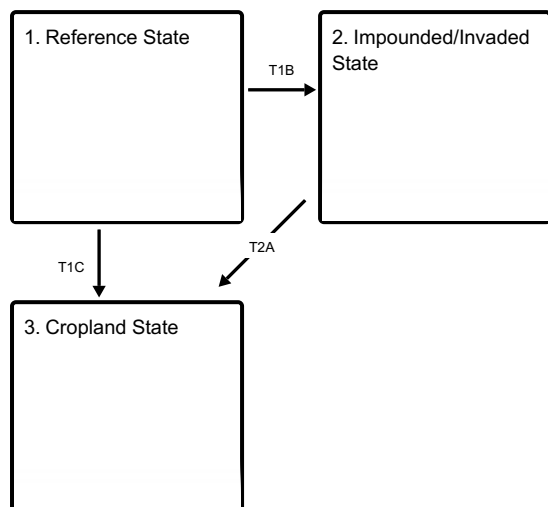 1. Reference State
2. Impounded/Invaded
State
T1B
T2A
T1C
3. Cropland State